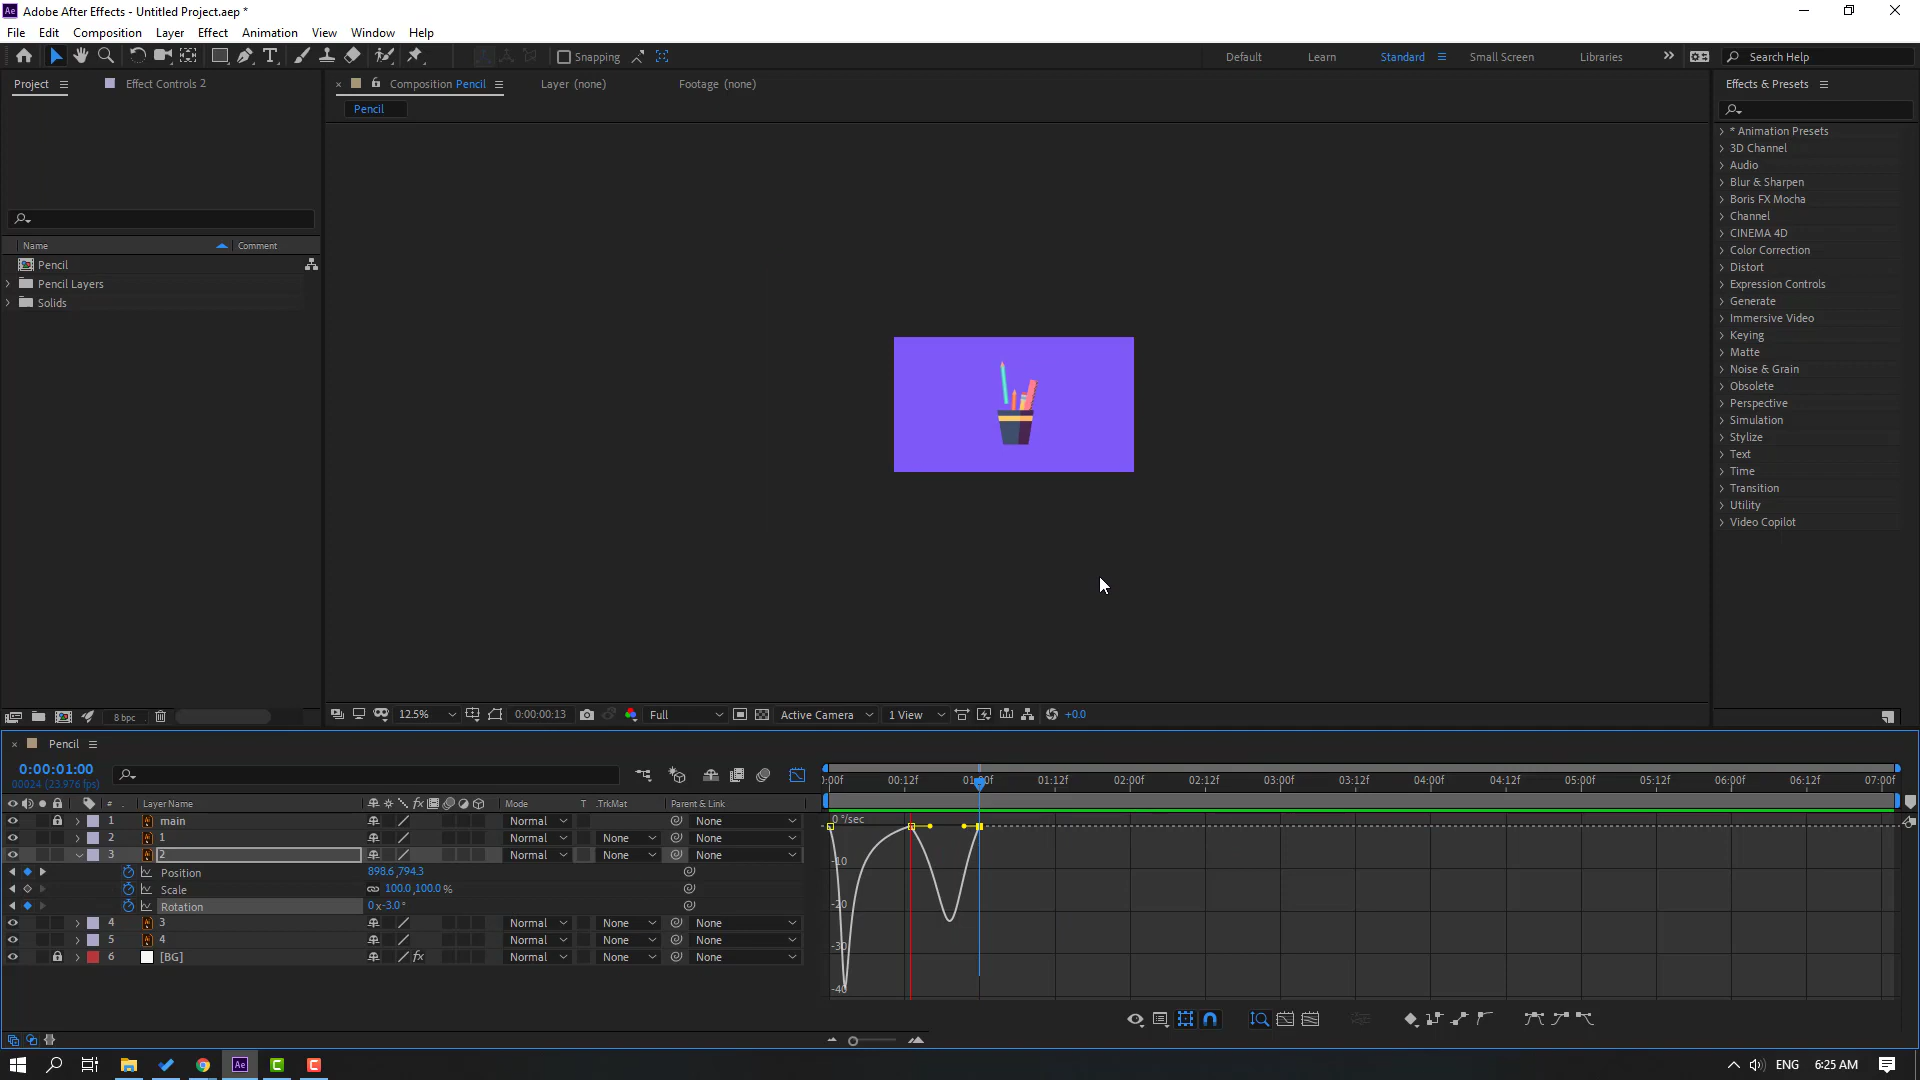 Adobe After Effects - Untitled Project.aep *
File Edit Composition Layer Effect Animation View Window Help
Snapping Default Learn Standard Small Screen Libraries Search Help
Project Effect Controls 2 Composition Pencil Layer (none) Footage (none) Effects & Presets
Pencil
* Animation Presets
3D Channel
Audio
Blur & Sharpen
Boris FX Mocha
Channel
CINEMA 4D
Color Correction
Distort
Expression Controls
Generate
Immersive Video
Keying
Matte
Noise & Grain
Obsolete
Perspective
Simulation
Stylize
Text
Time
Transition
Utility
Video Copilot
Name Comment
Pencil
Pencil Layers
Solids
8 bpc 12.5% 0:00:00:13 Full Active Camera 1 View +0.0
Pencil
0:00:01:00
00024 (23.976 fps)
):00f 00:12f 01:00f 01:12f 02:00f 02:12f 03:00f 03:12f 04:00f 04:12f 05:00f 05:12f 06:00f 06:12f 07:00f
# Layer Name Mode T .TrkMat Parent & Link
1 main Normal None
2 1 Normal None None
3 2 Normal None None
Position 898.6,794.3
Scale 100.0,100.0 %
Rotation 0x-3.0°
4 3 Normal None None
5 4 Normal None None
6 [BG] Normal None None
0 °/sec
-10
-20
-30
-40
ENG 6:25 AM